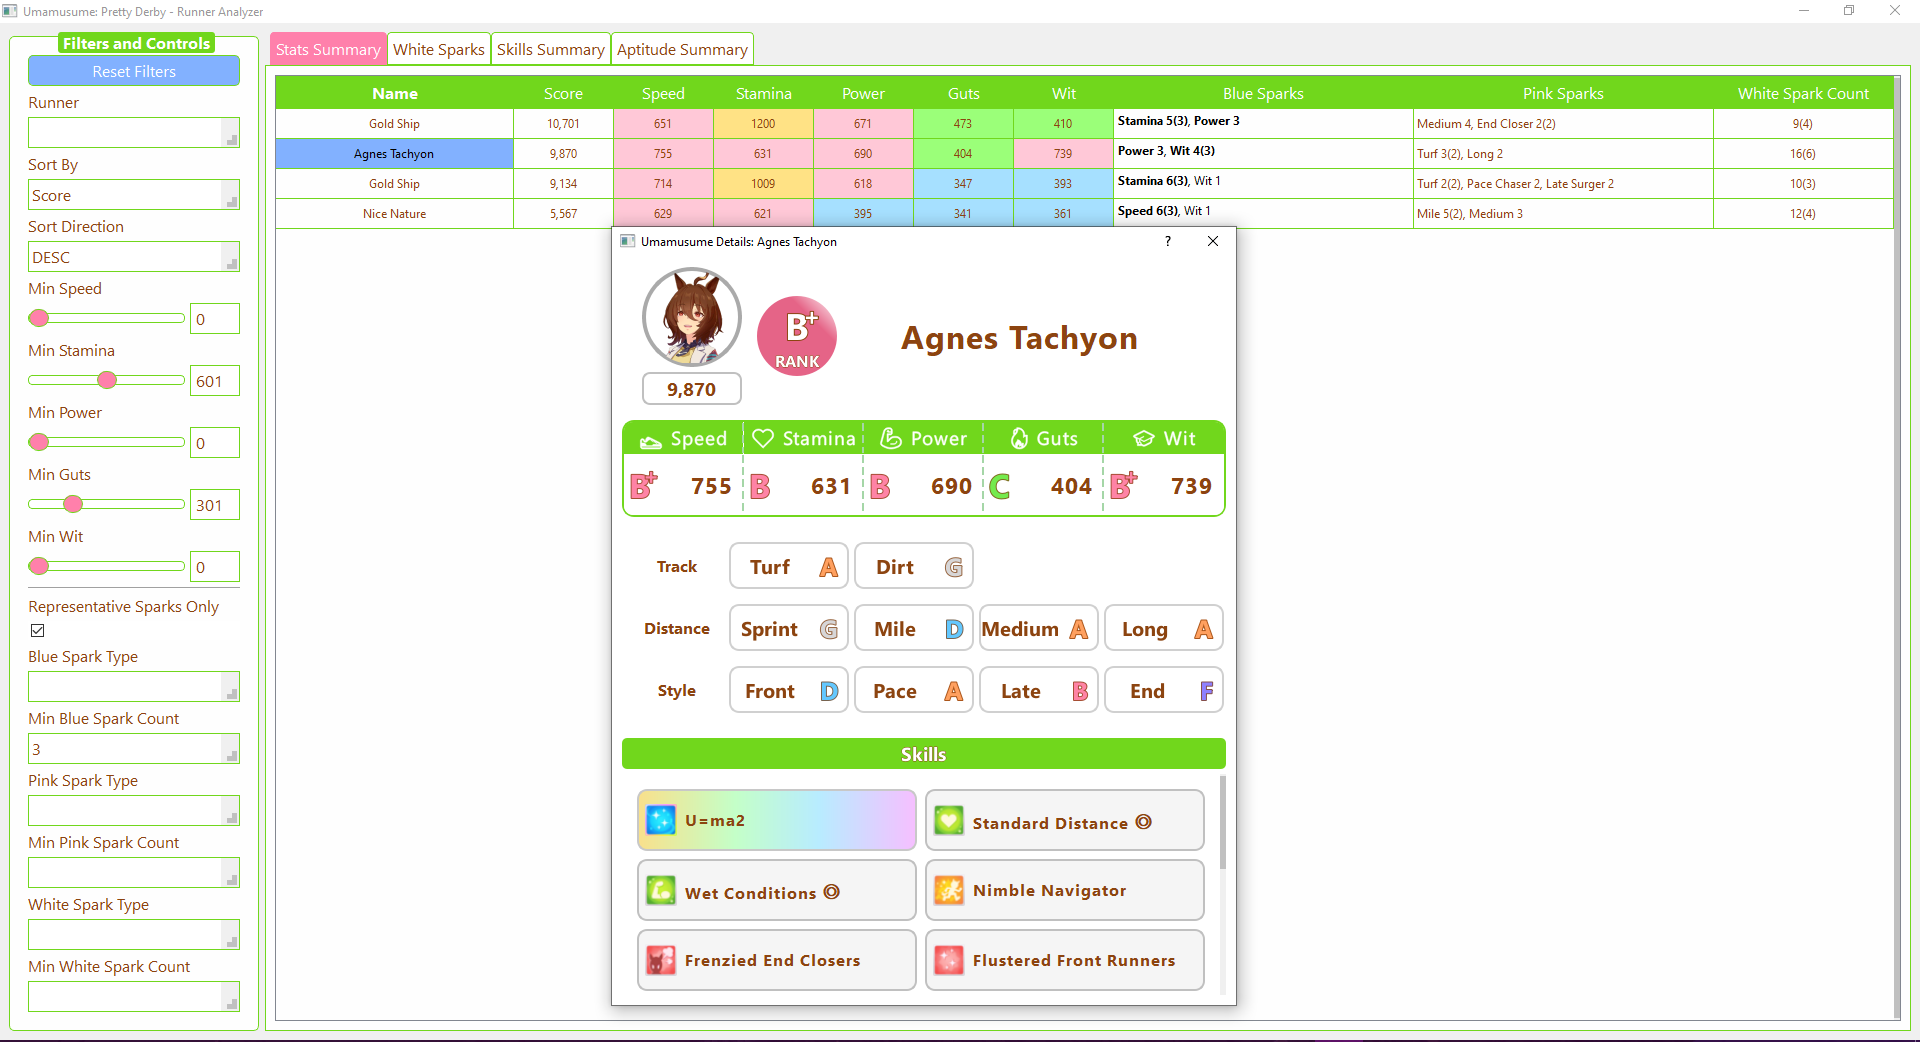 Umamusume: Pretty Derby - Runner Analyzer
Filters and Controls
Reset Filters
Runner
Sort By
Score
Sort Direction
DESC
Min Speed
0
Min Stamina
601
Min Power
0
Min Guts
301
Min Wit
0
Representative Sparks Only
Blue Spark Type
Min Blue Spark Count
3
Pink Spark Type
Min Pink Spark Count
White Spark Type
Min White Spark Count
Stats Summary White Sparks Skills Summary Aptitude Summary
Name Score Speed Stamina Power Guts Wit Blue Sparks Pink Sparks White Spark Count
Gold Ship 10,701 651 1200 671 473 410 Stamina 5(3), Power 3 Medium 4, End Closer 2(2) 9(4)
Agnes Tachyon 9,870 755 631 690 404 739 Power 3, Wit 4(3) Turf 3(2), Long 2 16(6)
Gold Ship 9,134 714 1009 618 347 393 Stamina 6(3), Wit 1 Turf 2(2), Pace Chaser 2, Late Surger 2 10(3)
Nice Nature 5,567 629 621 395 341 361 Speed 6(3), Wit 1 Mile 5(2), Medium 3 12(4)
Umamusume Details: Agnes Tachyon ?
B+
RANK
Agnes Tachyon
9,870
Speed Stamina Power Guts Wit
B+ 755 B 631 B 690 C 404 B+ 739
Track Turf A Dirt G
Distance Sprint G Mile D Medium A Long A
Style Front D Pace A Late B End F
Skills
U=ma2
Standard Distance ◎
Wet Conditions ◎
Nimble Navigator
Frenzied End Closers
Flustered Front Runners